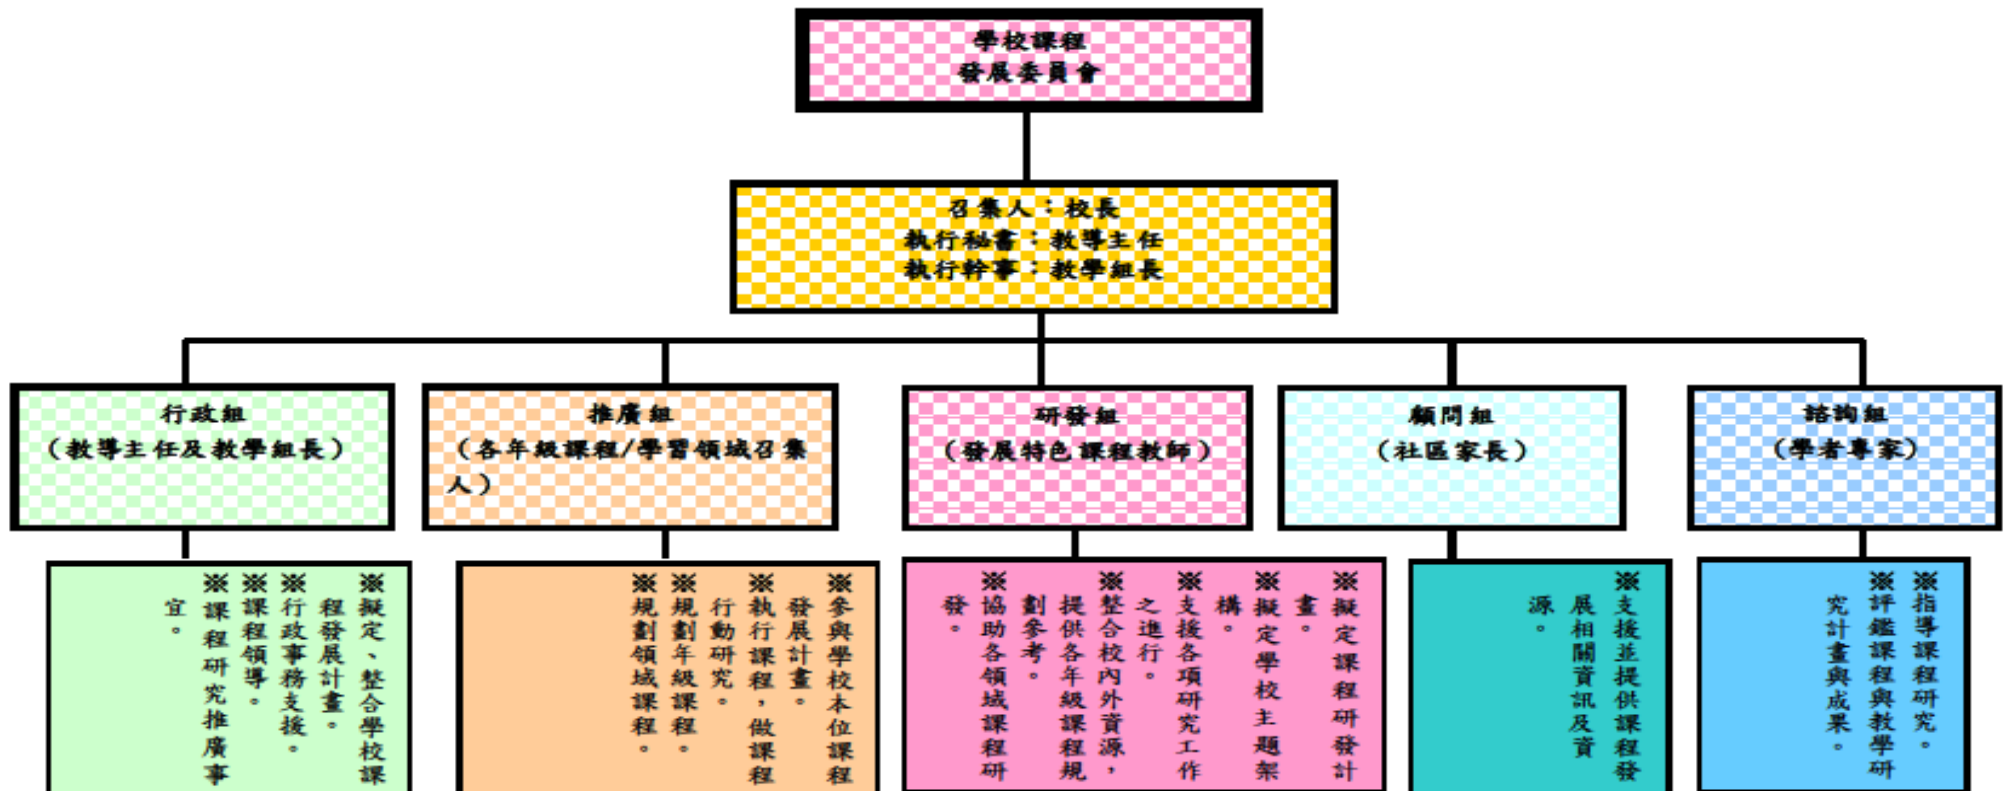 學校課程
發展委員會
召集人：校長
執行秘書：教導主任
執行幹事：教學組長
行政組
（教導主任及教學組長）
推廣組
（各年級課程/學習領域召集
人）
研發組
（發展特色課程教師）
顧問組
（社區家長）
諮詢組
（學者專家）
※擬定、整合學校課
程發展計畫。
※行政事務支援。
※課程領導。
※課程研究推廣事
宜。
※參與學校本位課程
發展計畫。
※執行課程，做課程
行動研究。
※規劃年級課程。
※規劃領域課程。
※擬定課程研發計
畫。
※擬定學校主題架
構。
※支援各項研究工作
之進行。
※整合校內外資源，
提供各年級課程規
劃參考。
※協助各領域課程研
發。
※支援並提供課程發
展相關資訊及資
源。
※指導課程研究。
※評鑑課程與教學研
究計畫與成果。